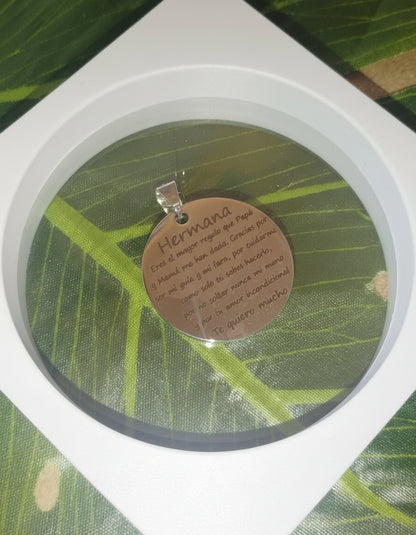 Hermana
Eres el mayor regalo que Papá
y Mamá me han dado. Gracias por
ser mi guía y mi faro, por cuidarme
como solo tú sabes hacerlo,
por no soltar nunca mi mano
por tu amor incondicional
Te quiero mucho